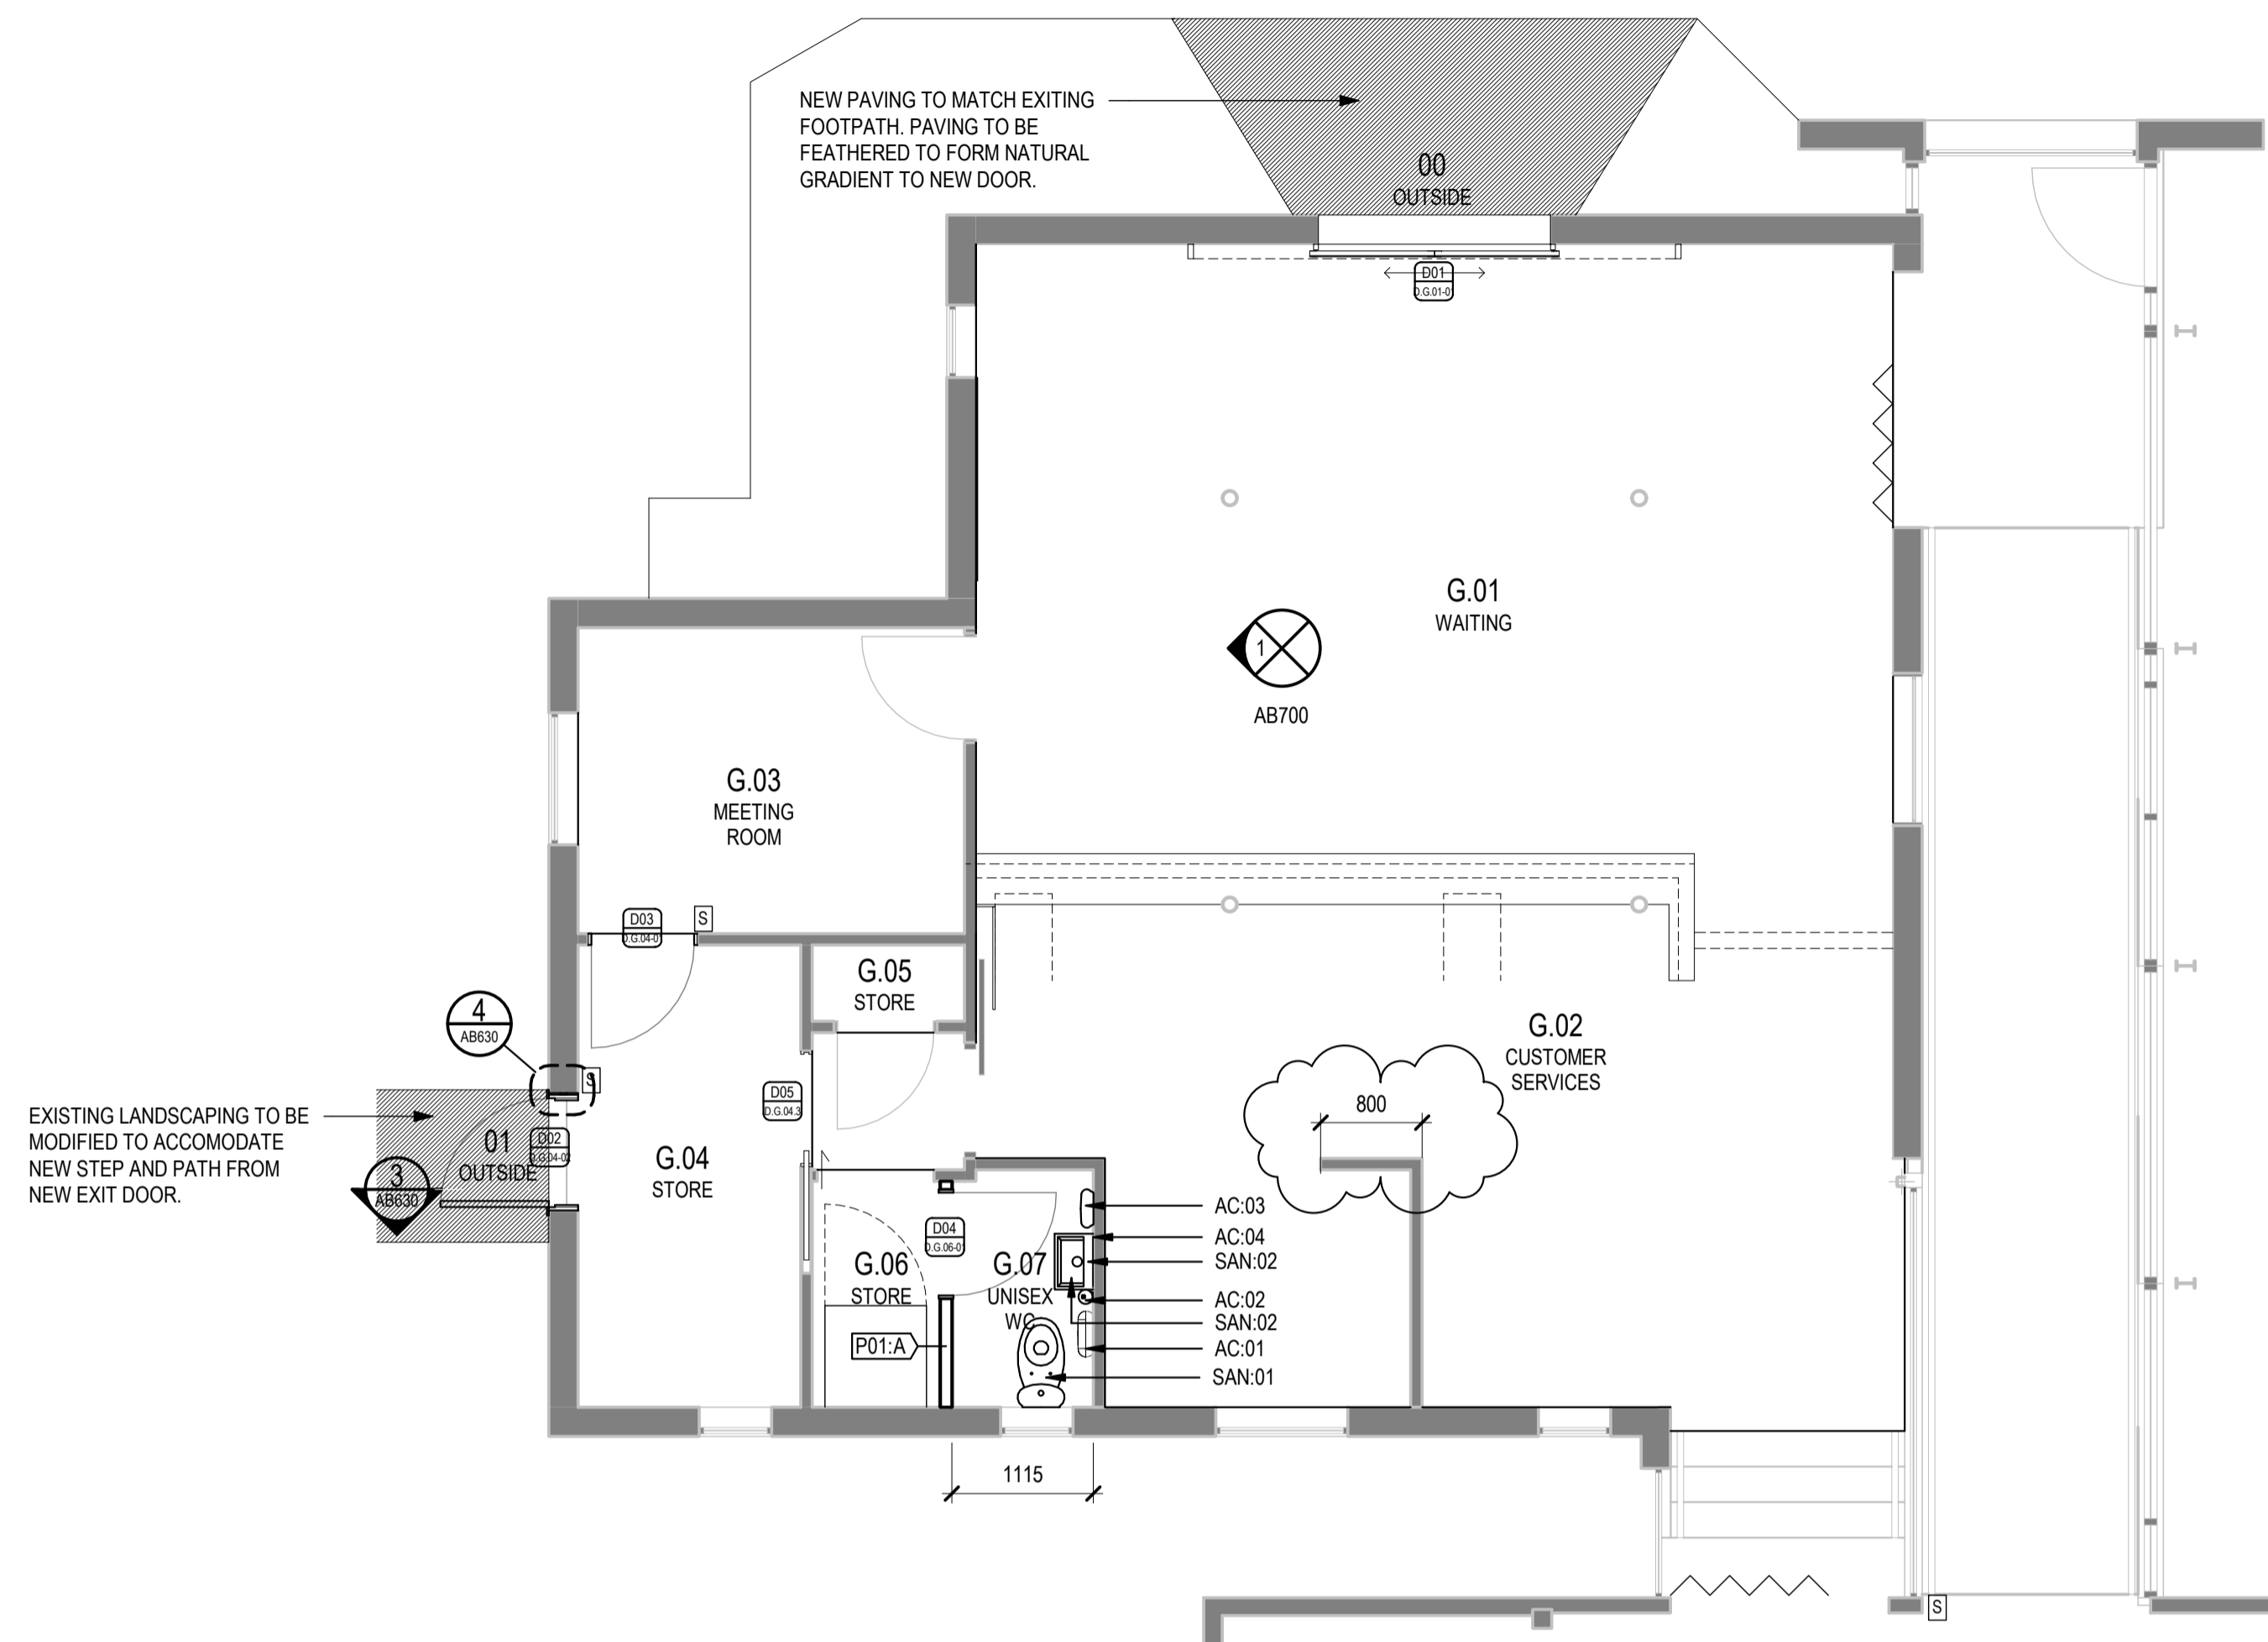 NEW PAVING TO MATCH EXITING
FOOTPATH. PAVING TO BE
FEATHERED TO FORM NATURAL
GRADIENT TO NEW DOOR.
00
OUTSIDE
D01
G.01
WAITING
1
AB700
G.03
MEETING
ROOM
D03
S
G.05
STORE
G.02
CUSTOMER
SERVICES
4
AB630
S
800
D05
D.G.04.3
EXISTING LANDSCAPING TO BE
MODIFIED TO ACCOMODATE
NEW STEP AND PATH FROM
NEW EXIT DOOR.
01
OUTSIDE
D02
3
AB630
G.04
STORE
D04
G.06
STORE
G.07
UNISEX
WC
AC:03
AC:04
SAN:02
AC:02
SAN:02
AC:01
SAN:01
P01:A
1115
S